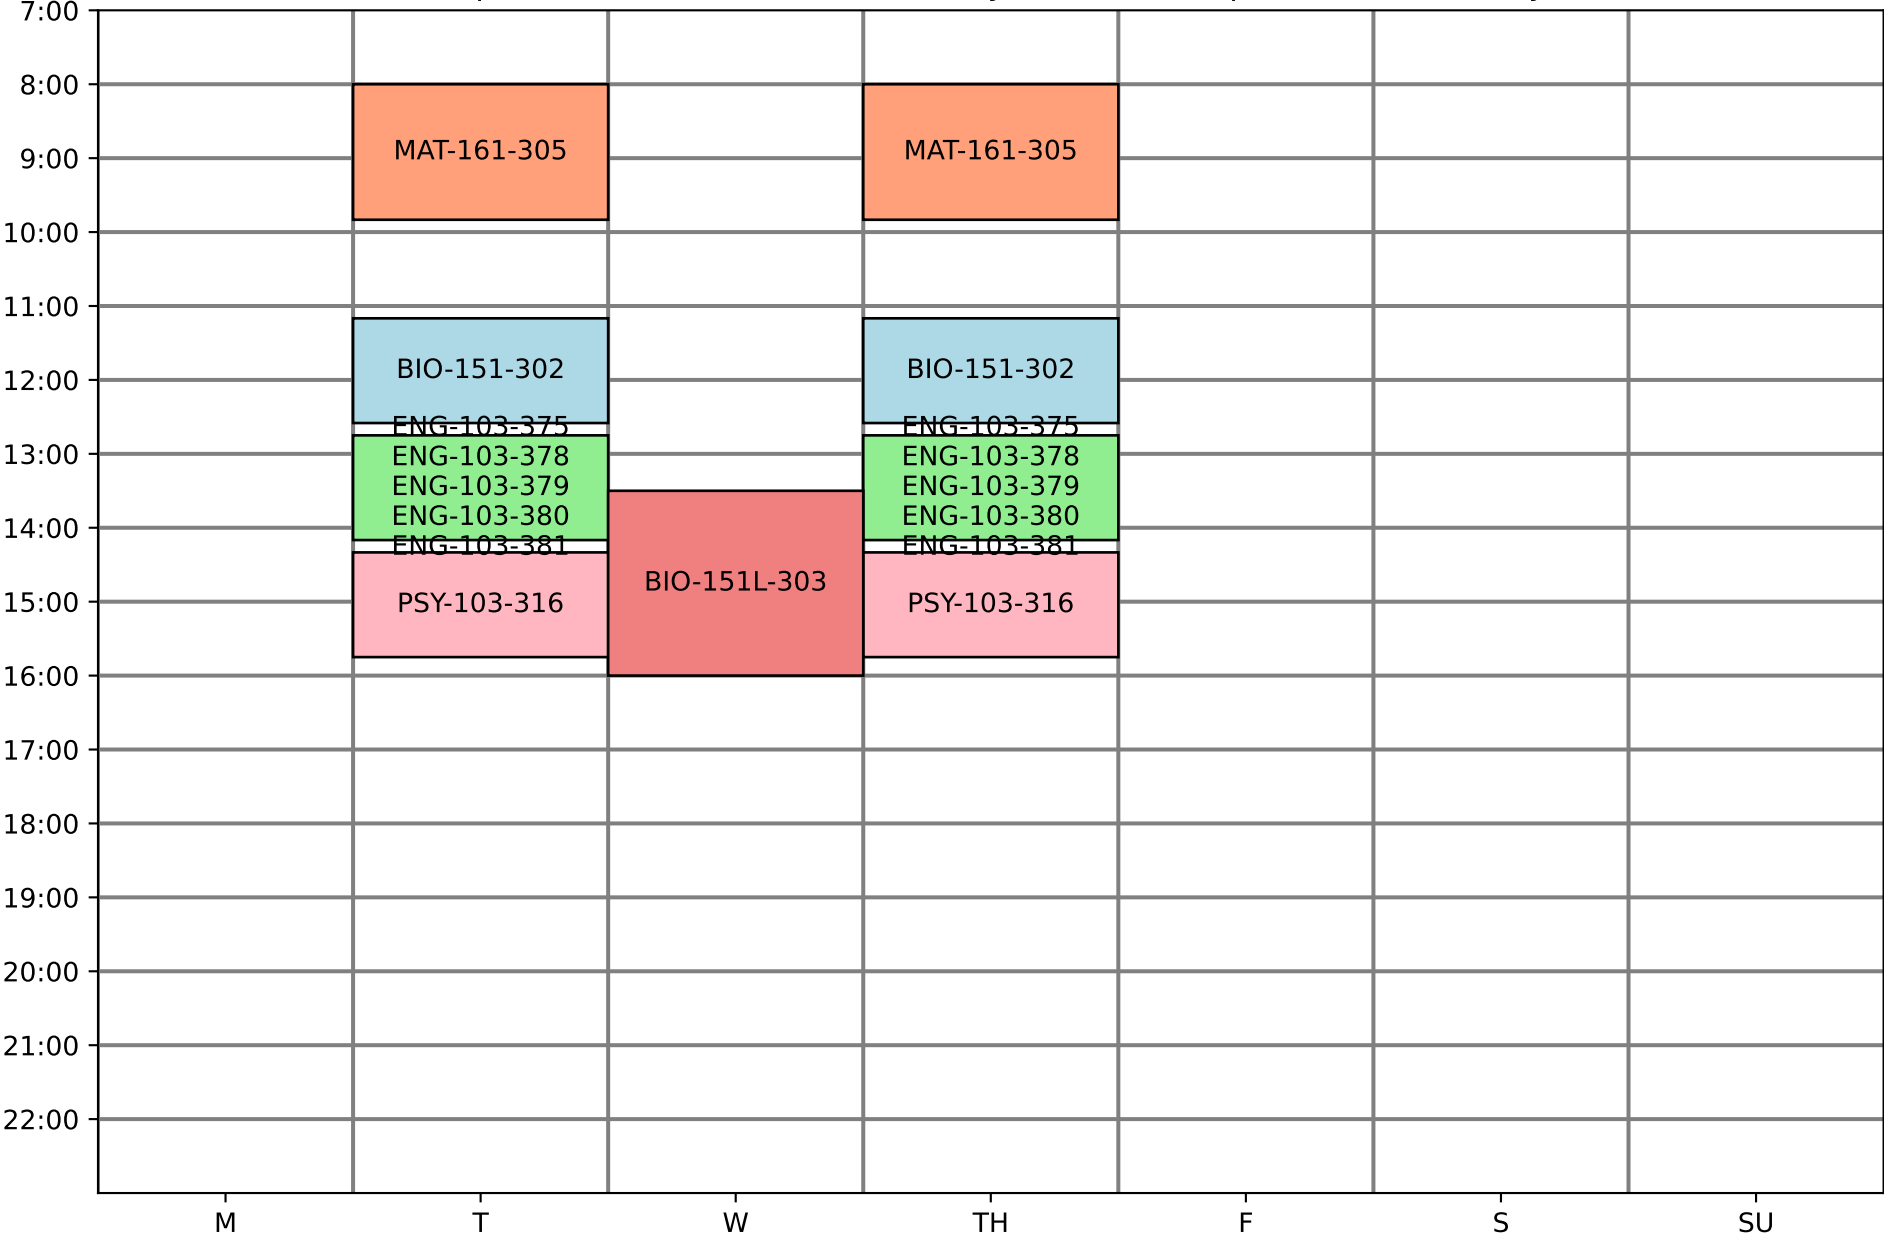 7:00
8:00
9:00
10:00
11:00
12:00
13:00
14:00
15:00
16:00
17:00
18:00
19:00
20:00
21:00
22:00
MAT-161-305
MAT-161-305
BIO-151-302
BIO-151-302
ENG-103-375
ENG-103-378
ENG-103-379
ENG-103-380
ENG-103-381
ENG-103-375
ENG-103-378
ENG-103-379
ENG-103-380
ENG-103-381
BIO-151L-303
PSY-103-316
PSY-103-316
M T W TH F S SU